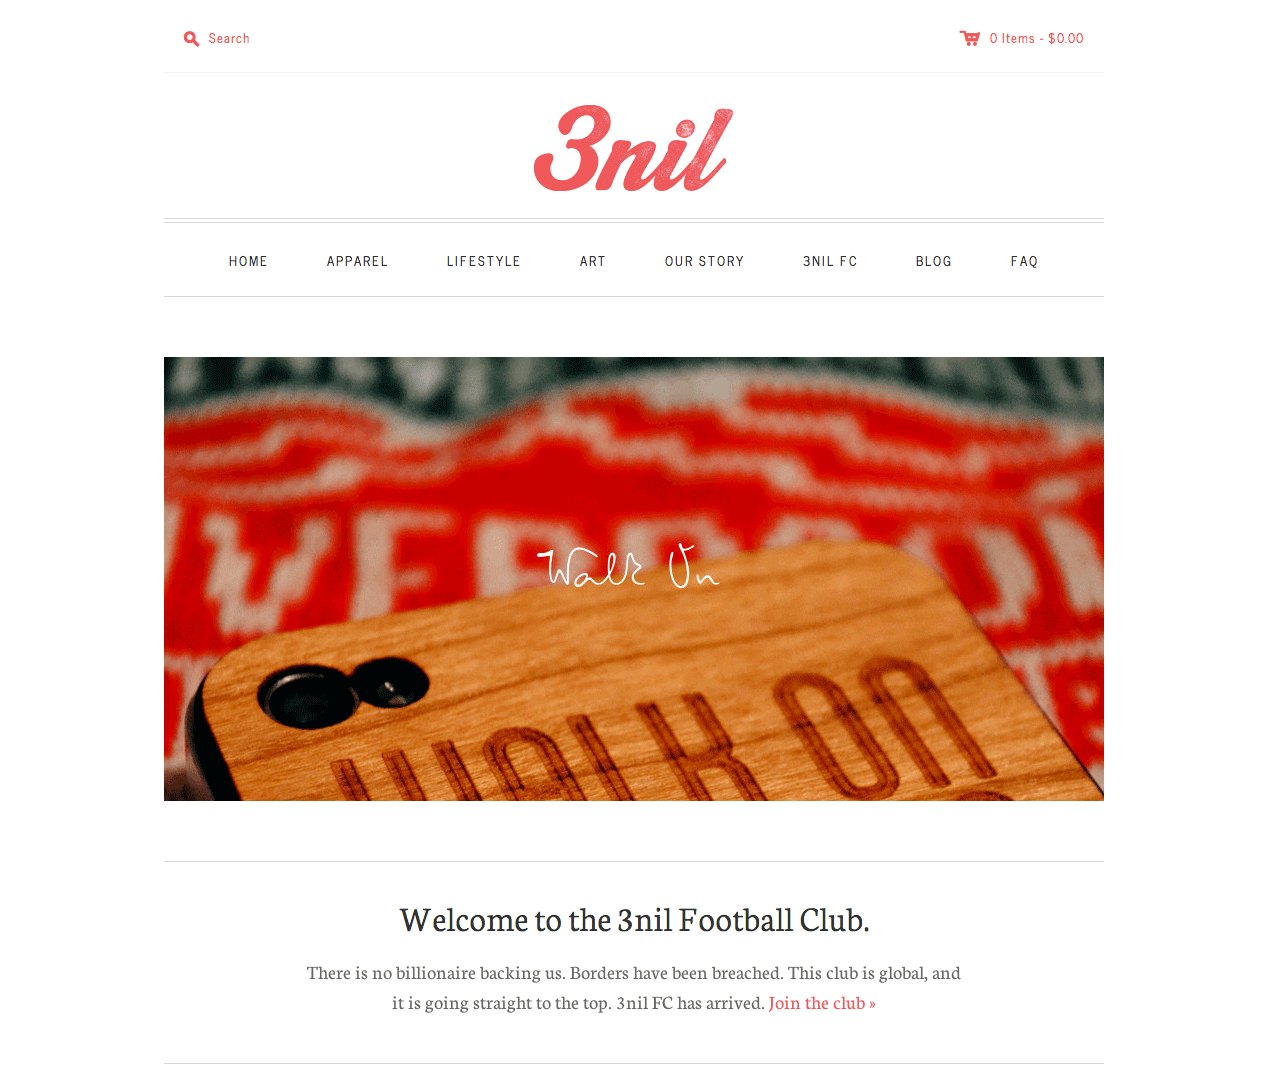 Search
0 Items - $0.00
3nil
HOME APPAREL LIFESTYLE ART OUR STORY 3NIL FC BLOG FAQ
Walk On
WALK ON
Welcome to the 3nil Football Club.
There is no billionaire backing us. Borders have been breached. This club is global, and
it is going straight to the top. 3nil FC has arrived. Join the club »